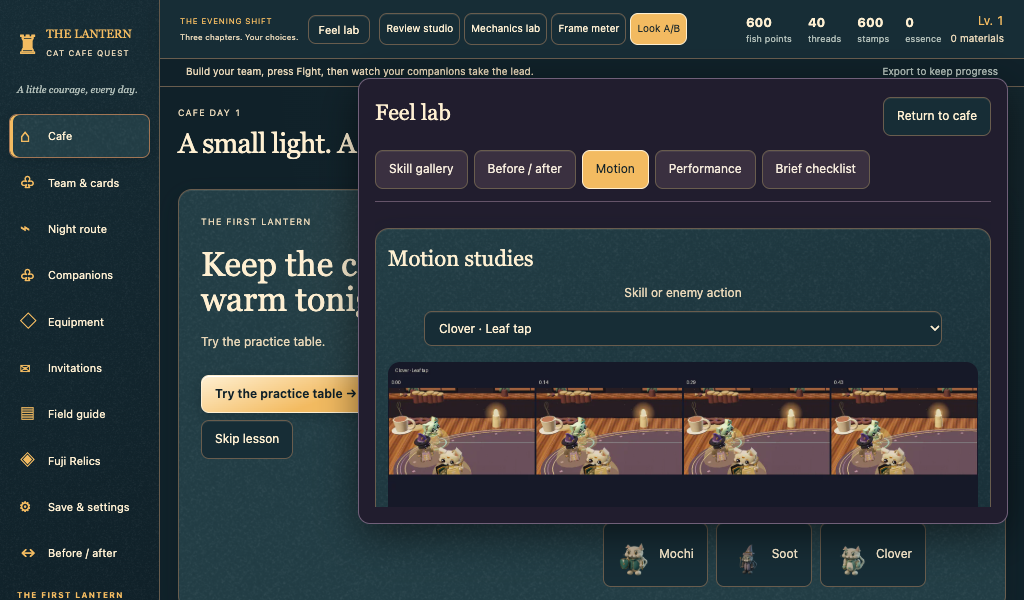 THE LANTERN
CAT CAFE QUEST
A little courage, every day.
Cafe
Team & cards
Night route
Companions
Equipment
Invitations
Field guide
Fuji Relics
Save & settings
Before / after
THE FIRST LANTERN
THE EVENING SHIFT
Three chapters. Your choices.
Feel lab
Review studio
Mechanics lab
Frame meter
Look A/B
600
fish points
40
threads
600
stamps
0
essence
Lv. 1
0 materials
Build your team, press Fight, then watch your companions take the lead.
Export to keep progress
CAFE DAY 1
A small light. A
THE FIRST LANTERN
Keep the c
warm tonig
Try the practice table.
Try the practice table →
Skip lesson
Feel lab
Return to cafe
Skill gallery
Before / after
Motion
Performance
Brief checklist
Motion studies
Skill or enemy action
Clover · Leaf tap
Clover · Leaf tap
0.00
0.14
0.29
0.43
Mochi
Soot
Clover